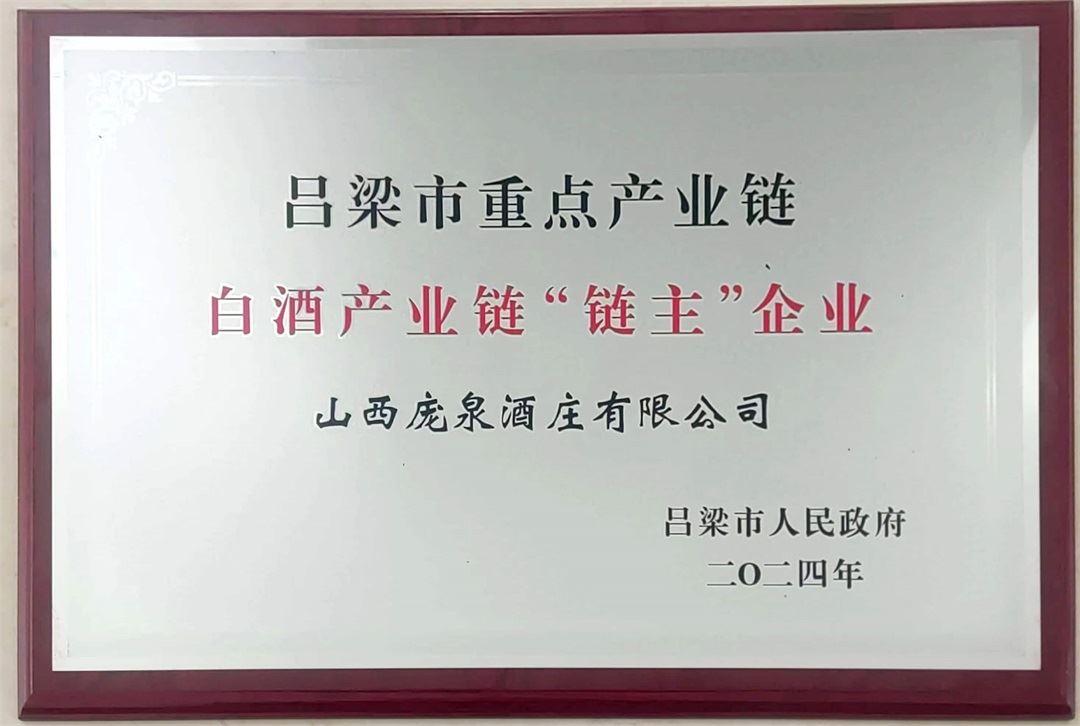 吕梁市重点产业链
白酒产业链“链主”企业
山西庞泉酒庄有限公司
吕梁市人民政府
二O二四年